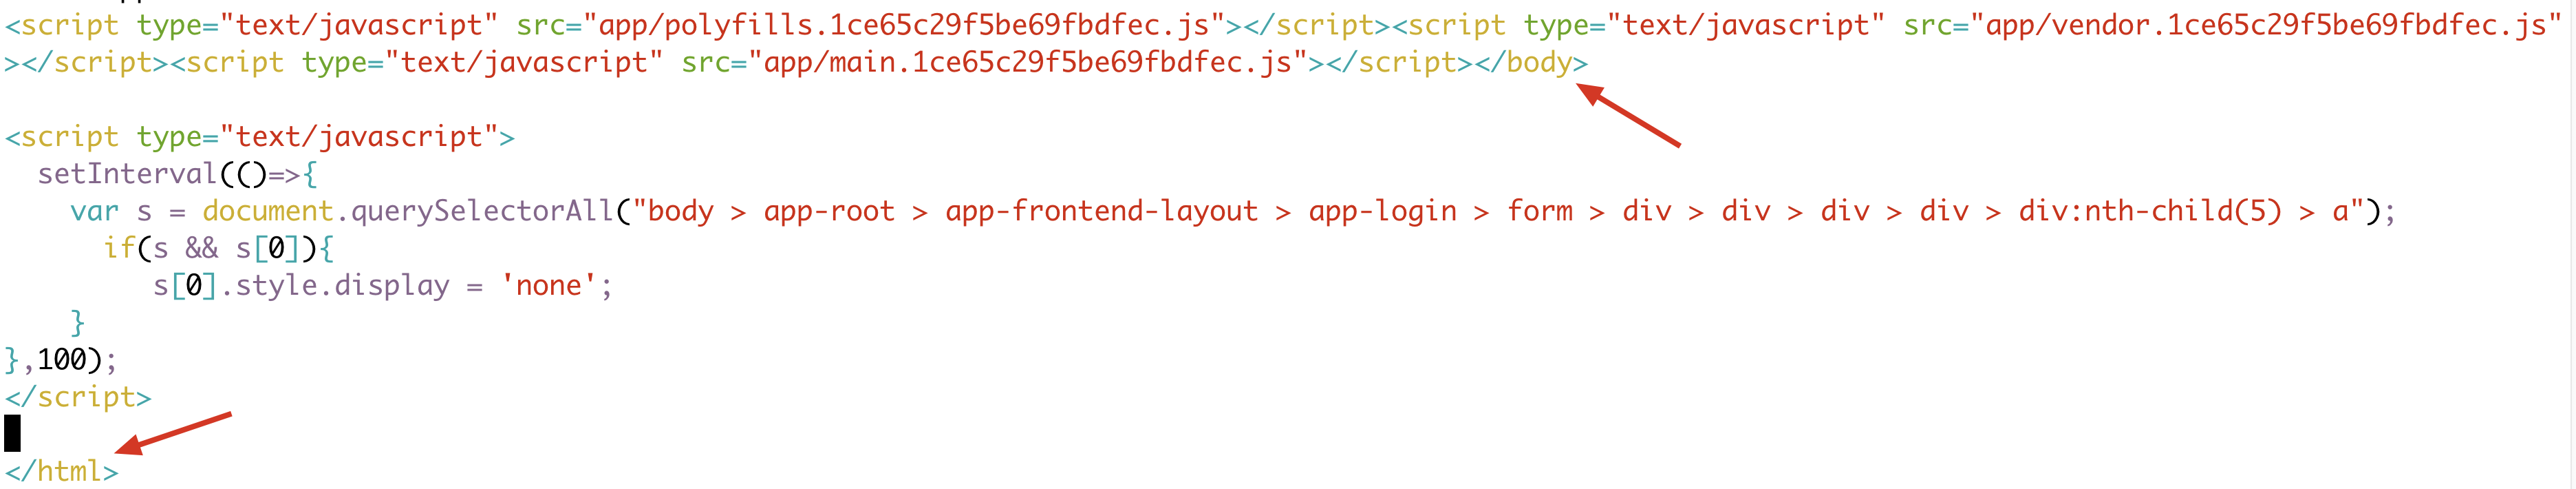 <script type="text/javascript" src="app/polyfills.1ce65c29f5be69fbdfec.js"></script><script type="text/javascript" src="app/vendor.1ce65c29f5be69fbdfec.js"
></script><script type="text/javascript" src="app/main.1ce65c29f5be69fbdfec.js"></script></body>
<script type="text/javascript">
  setInterval(()=>{
    var s = document.querySelectorAll("body > app-root > app-frontend-layout > app-login > form > div > div > div > div > div:nth-child(5) > a");
      if(s && s[0]){
         s[0].style.display = 'none';
    }
},100);
</script>
</html>